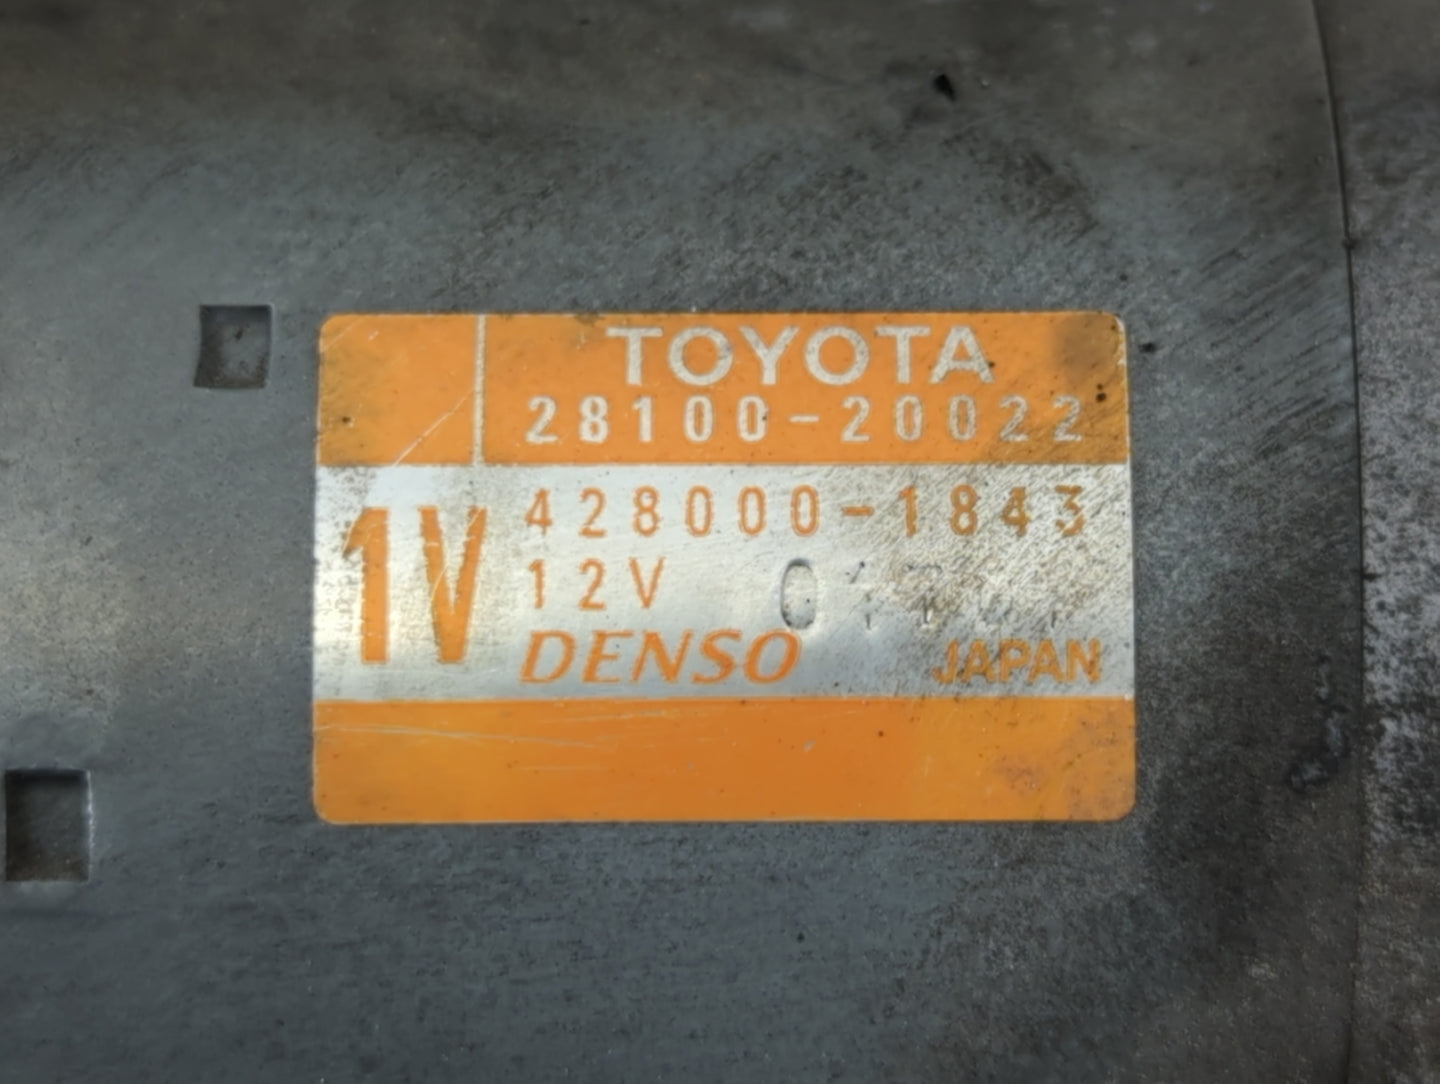 TOYOTA
28100-20022
1V
428000-1843
12V
DENSO JAPAN